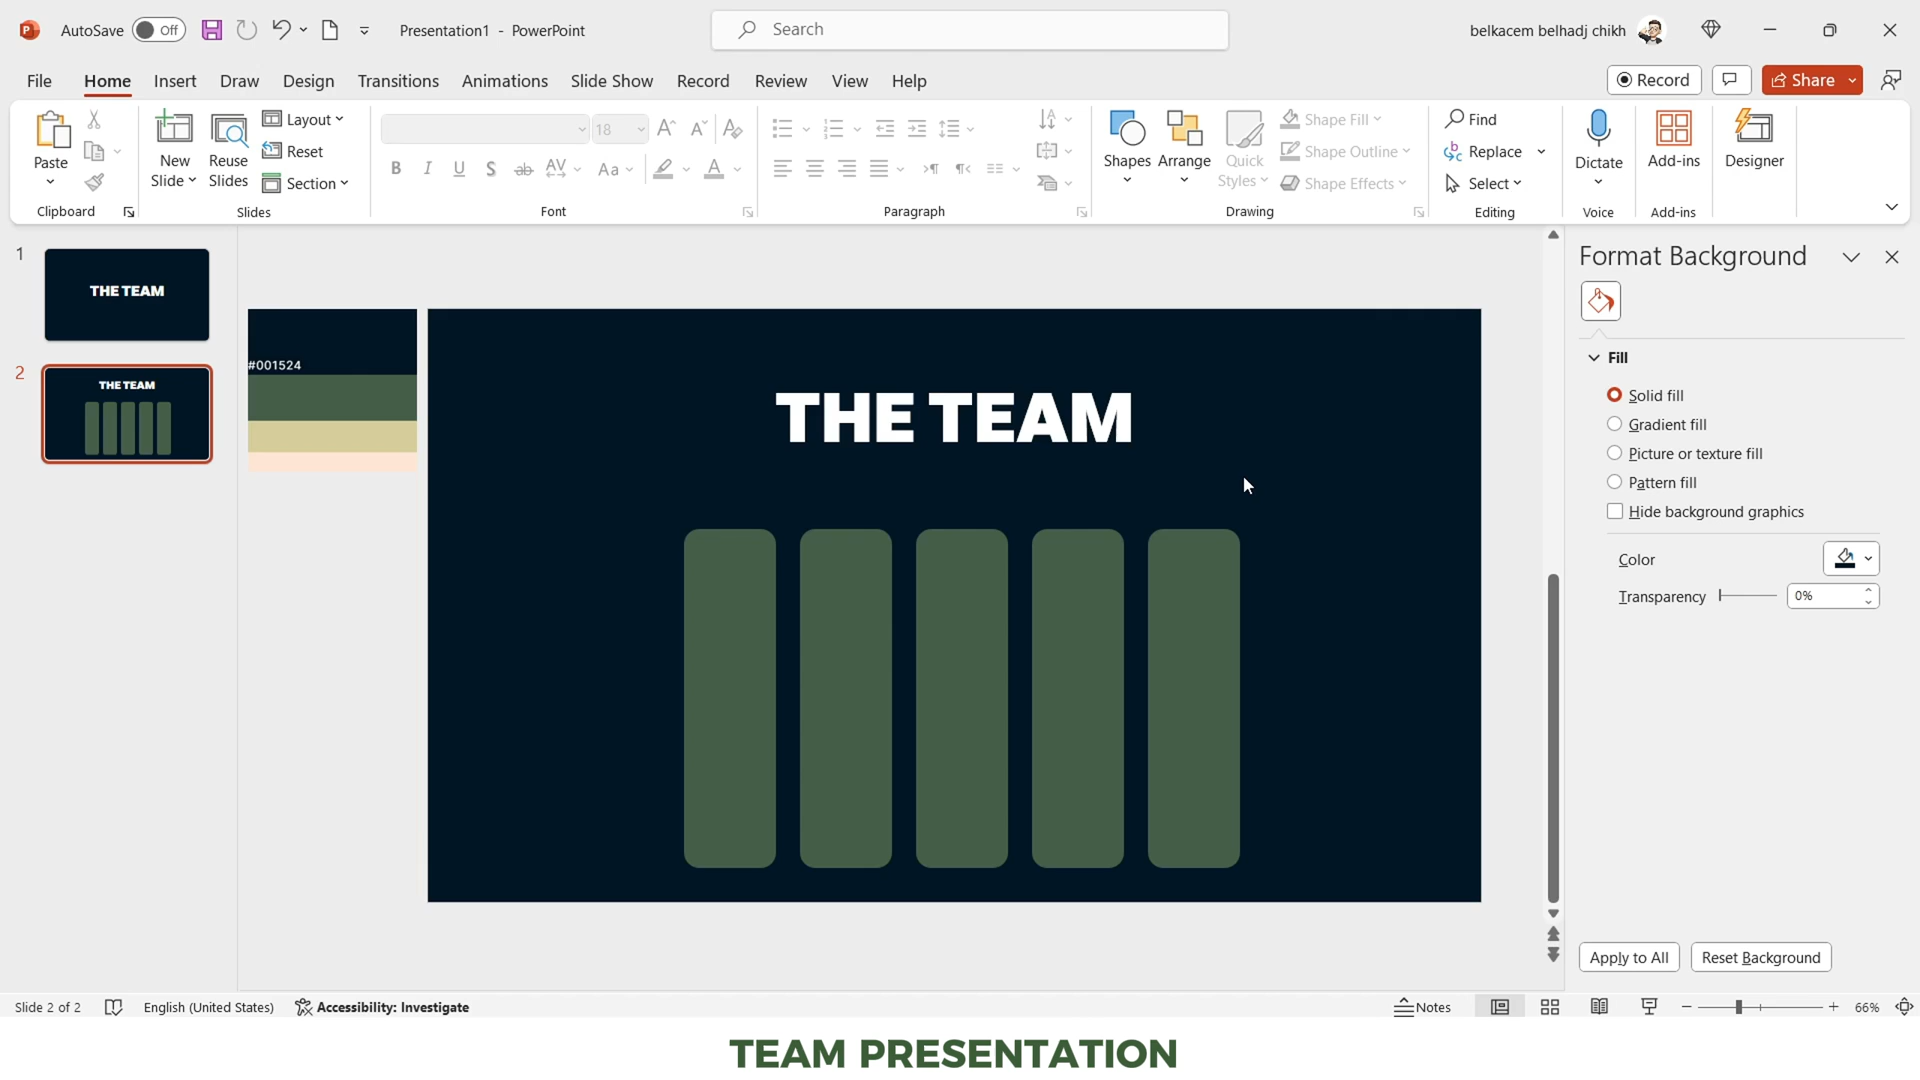 AutoSave Off Presentation1 - PowerPoint Search belkacem belhadj chikh
File Home Insert Draw Design Transitions Animations Slide Show Record Review View Help Record Share
Paste
New
Slide
Reuse
Slides
Layout
Reset
Section
18
B I U S ab AV Aa A
Shapes Arrange
Quick
Styles
Shape Fill
Shape Outline
Shape Effects
Find
Replace
Select
Dictate
Add-ins
Designer
Clipboard Slides Font Paragraph Drawing Editing Voice Add-ins
1
THE TEAM
2
THE TEAM
#001524
THE TEAM
Format Background
Fill
Solid fill
Gradient fill
Picture or texture fill
Pattern fill
Hide background graphics
Color
Transparency 0%
Apply to All Reset Background
Slide 2 of 2 English (United States) Accessibility: Investigate Notes 66%
TEAM PRESENTATION